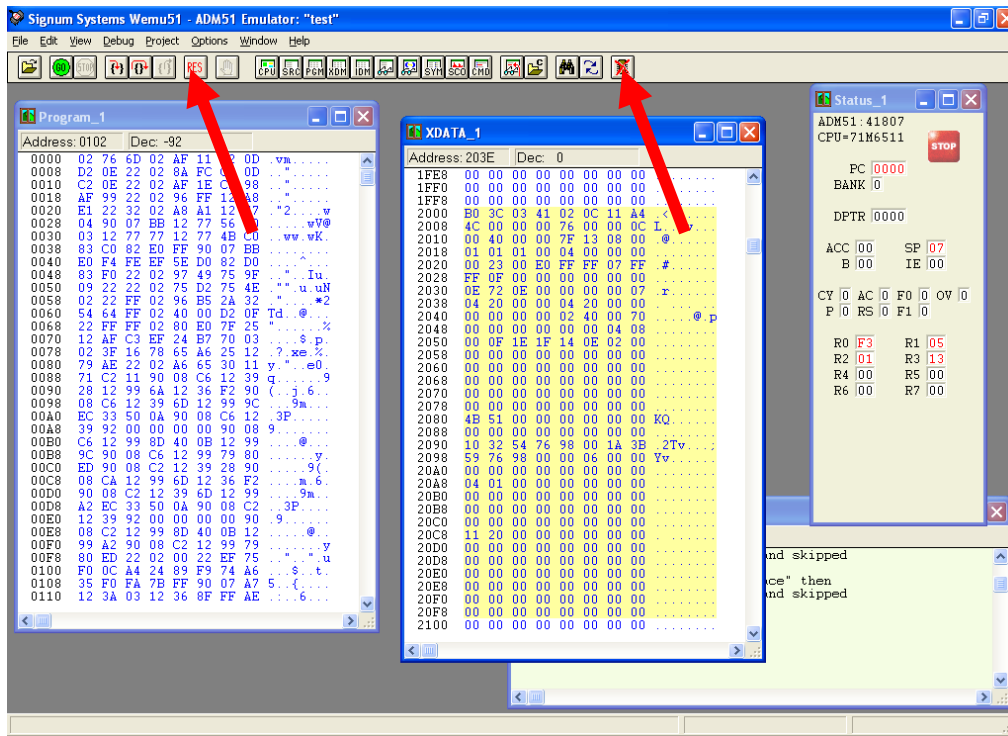 Signum Systems Wemu51 - ADM51 Emulator: "test"
File Edit View Debug Project Options Window Help
GO STOP RES CPU SRC PGM XDM IDM SYM SCO CMD
Program_1
Address: 0102 Dec: -92
0000 02 76 6D 02 AF 11 0D .vm.....
0008 D2 0E 22 02 8A FC 0D ..".....
0010 C2 0E 22 02 AF 1E 98 ..".....
0018 AF 99 22 02 96 FF 12 ..".....
0020 E1 22 32 02 A8 A1 12 ."2....w
0028 04 90 07 BB 12 77 56 .....wV@
0030 03 12 77 77 12 77 4B C0 ..ww.wK.
0038 83 C0 82 E0 FF 90 07 BB ........
0040 E0 F4 FE EF 5E D0 82 D0 ....^...
0048 83 F0 22 02 97 49 75 9F .."..Iu.
0050 09 22 22 02 75 D2 75 4E ."".u.uN
0058 02 22 FF 02 96 B5 2A 32 ."....*2
0060 54 64 FF 02 40 00 D2 0F Td..@...
0068 22 FF FF 02 80 E0 7F 25 "......%
0070 12 AF C3 EF 24 B7 70 03 ....$.p.
0078 02 3F 16 78 65 A6 25 12 .?.xe.%.
0080 79 AE 22 02 A6 65 30 11 y."..e0.
0088 71 C2 11 90 08 C6 12 39 q......9
0090 28 12 99 6A 12 36 F2 90 (..j.6..
0098 08 C6 12 39 6D 12 99 9C ...9m...
00A0 EC 33 50 0A 90 08 C6 12 .3P.....
00A8 39 92 00 00 00 00 90 08 9.......
00B0 C6 12 99 8D 40 0B 12 99 ....@...
00B8 9C 90 08 C6 12 99 79 80 ......y.
00C0 ED 90 08 C2 12 39 28 90 .....9(.
00C8 08 CA 12 99 6D 12 36 F2 ....m.6.
00D0 90 08 C2 12 39 6D 12 99 ....9m..
00D8 A2 EC 33 50 0A 90 08 C2 ..3P....
00E0 12 39 92 00 00 00 00 90 .9......
00E8 08 C2 12 99 8D 40 0B 12 .....@..
00F0 99 A2 90 08 C2 12 99 79 .......y
00F8 80 ED 22 02 00 22 EF 75 .."..".u
0100 F0 0C A4 24 89 F9 74 A6 ...$..t.
0108 35 F0 FA 7B FF 90 07 A7 5..{....
0110 12 3A 03 12 36 8F FF AE .:..6...
XDATA_1
Address: 203E Dec: 0
1FE8 00 00 00 00 00 00 00 00 ........
1FF0 00 00 00 00 00 00 00 00 ........
1FF8 00 00 00 00 00 00 00 00 ........
2000 B0 3C 03 41 02 0C 11 A4
2008 4C 00 00 00 76 00 00 0C
2010 00 40 00 00 7F 13 08 00 .@......
2018 01 01 01 00 04 00 00 00 ........
2020 00 23 00 E0 FF FF 07 FF .#......
2028 FF 0F 00 00 00 00 00 00 ........
2030 0E 72 0E 00 00 00 00 07 .r......
2038 04 20 00 00 04 20 00 00 . ... ..
2040 00 00 00 00 02 40 00 70 .....@.p
2048 00 00 00 00 00 00 04 08 ........
2050 00 0F 1E 1F 14 0E 02 00 ........
2058 00 00 00 00 00 00 00 00 ........
2060 00 00 00 00 00 00 00 00 ........
2068 00 00 00 00 00 00 00 00 ........
2070 00 00 00 00 00 00 00 00 ........
2078 00 00 00 00 00 00 00 00 ........
2080 4B 51 00 00 00 00 00 00 KQ......
2088 00 00 00 00 00 00 00 00 ........
2090 10 32 54 76 98 00 1A 3B .2Tv...;
2098 59 76 98 00 00 06 00 00 Yv......
20A0 00 00 00 00 00 00 00 00 ........
20A8 04 01 00 00 00 00 00 00 ........
20B0 00 00 00 00 00 00 00 00 ........
20B8 00 00 00 00 00 00 00 00 ........
20C0 00 00 00 00 00 00 00 00 ........
20C8 11 20 00 00 00 00 00 00 . ......
20D0 00 00 00 00 00 00 00 00 ........
20D8 00 00 00 00 00 00 00 00 ........
20E0 00 00 00 00 00 00 00 00 ........
20E8 00 00 00 00 00 00 00 00 ........
20F0 00 00 00 00 00 00 00 00 ........
20F8 00 00 00 00 00 00 00 00 ........
2100 00 00 00 00 00 00 00 00 ........
Status_1
ADM51:41807
CPU=71M6511
STOP
PC 0000
BANK 0
DPTR 0000
ACC 00 SP 07
B 00 IE 00
CY 0 AC 0 F0 0 OV 0
P 0 RS 0 F1 0
R0 F3 R1 05
R2 01 R3 13
R4 00 R5 00
R6 00 R7 00
nd skipped
ce" then
nd skipped